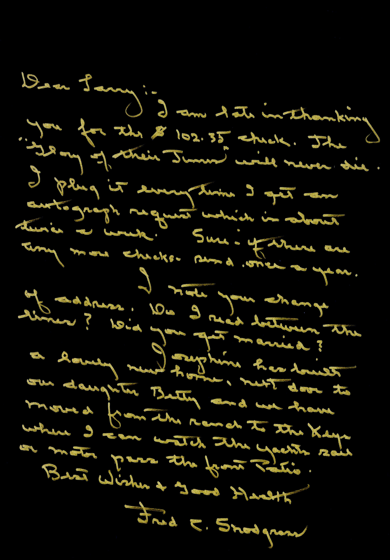 Dear Larry:-
I am late in thanking
you for the $102.35 check. The
"Glory of their Times" will never die.
I plug it every time I get an
autograph request which is about
twice a week. Sure - if there are
any more checks - send once a year.
I note your change
of address. Do I read between the
lines? Did you get married?
Josephine has built
a lovely new home, next door to
our daughter Betty and we have
moved from the ranch to the Keys
where I can watch the yachts sail
or motor pass the front Patio.
Best Wishes & Good Health
Fred C. Snodgrass